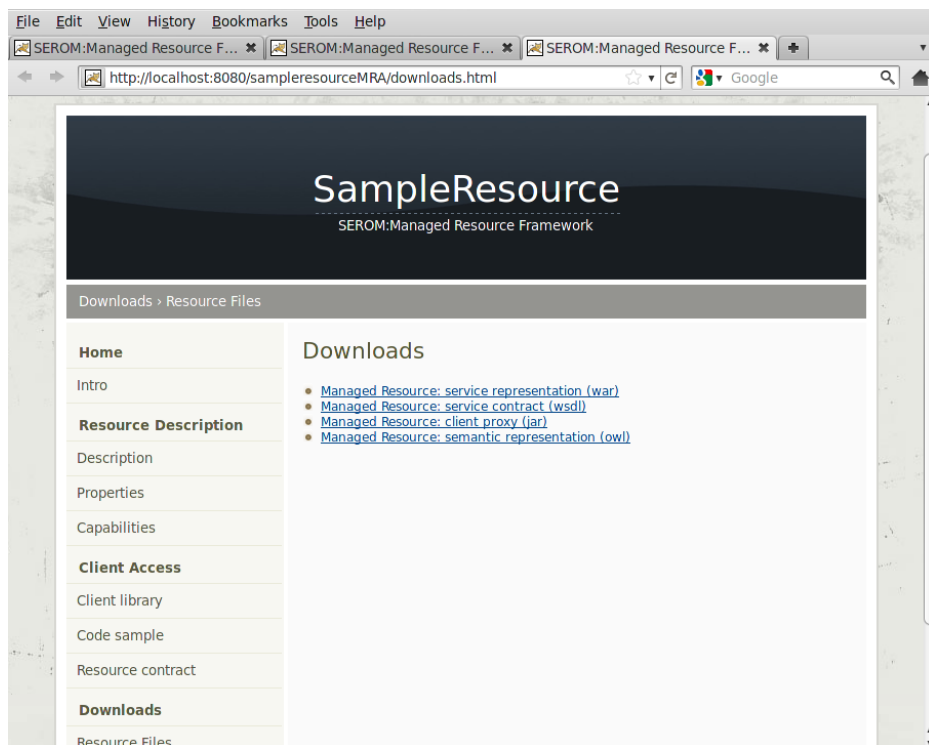 File Edit View History Bookmarks Tools Help
SEROM:Managed Resource F... SEROM:Managed Resource F... SEROM:Managed Resource F...
http://localhost:8080/sampleresourceMRA/downloads.html Google
SampleResource
SEROM:Managed Resource Framework
Downloads › Resource Files
Home
Intro
Resource Description
Description
Properties
Capabilities
Client Access
Client library
Code sample
Resource contract
Downloads
Resource Files
Downloads
Managed Resource: service representation (war)
Managed Resource: service contract (wsdl)
Managed Resource: client proxy (jar)
Managed Resource: semantic representation (owl)